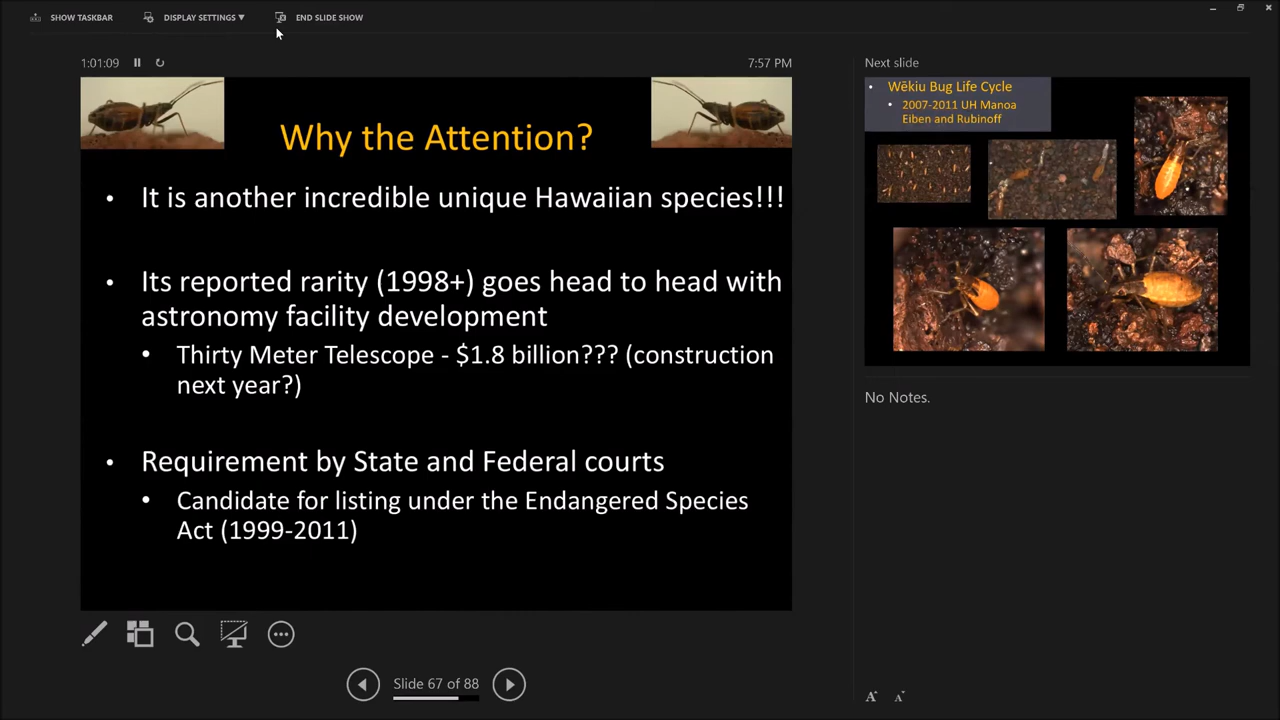 SHOW TASKBAR
DISPLAY SETTINGS ▼
END SLIDE SHOW
1:01:09
7:57 PM
Why the Attention?
• It is another incredible unique Hawaiian species!!!
• Its reported rarity (1998+) goes head to head with
astronomy facility development
• Thirty Meter Telescope - $1.8 billion??? (construction
next year?)
• Requirement by State and Federal courts
• Candidate for listing under the Endangered Species
Act (1999-2011)
Slide 67 of 88
Next slide
• Wēkiu Bug Life Cycle
• 2007-2011 UH Manoa
Eiben and Rubinoff
No Notes.
A A